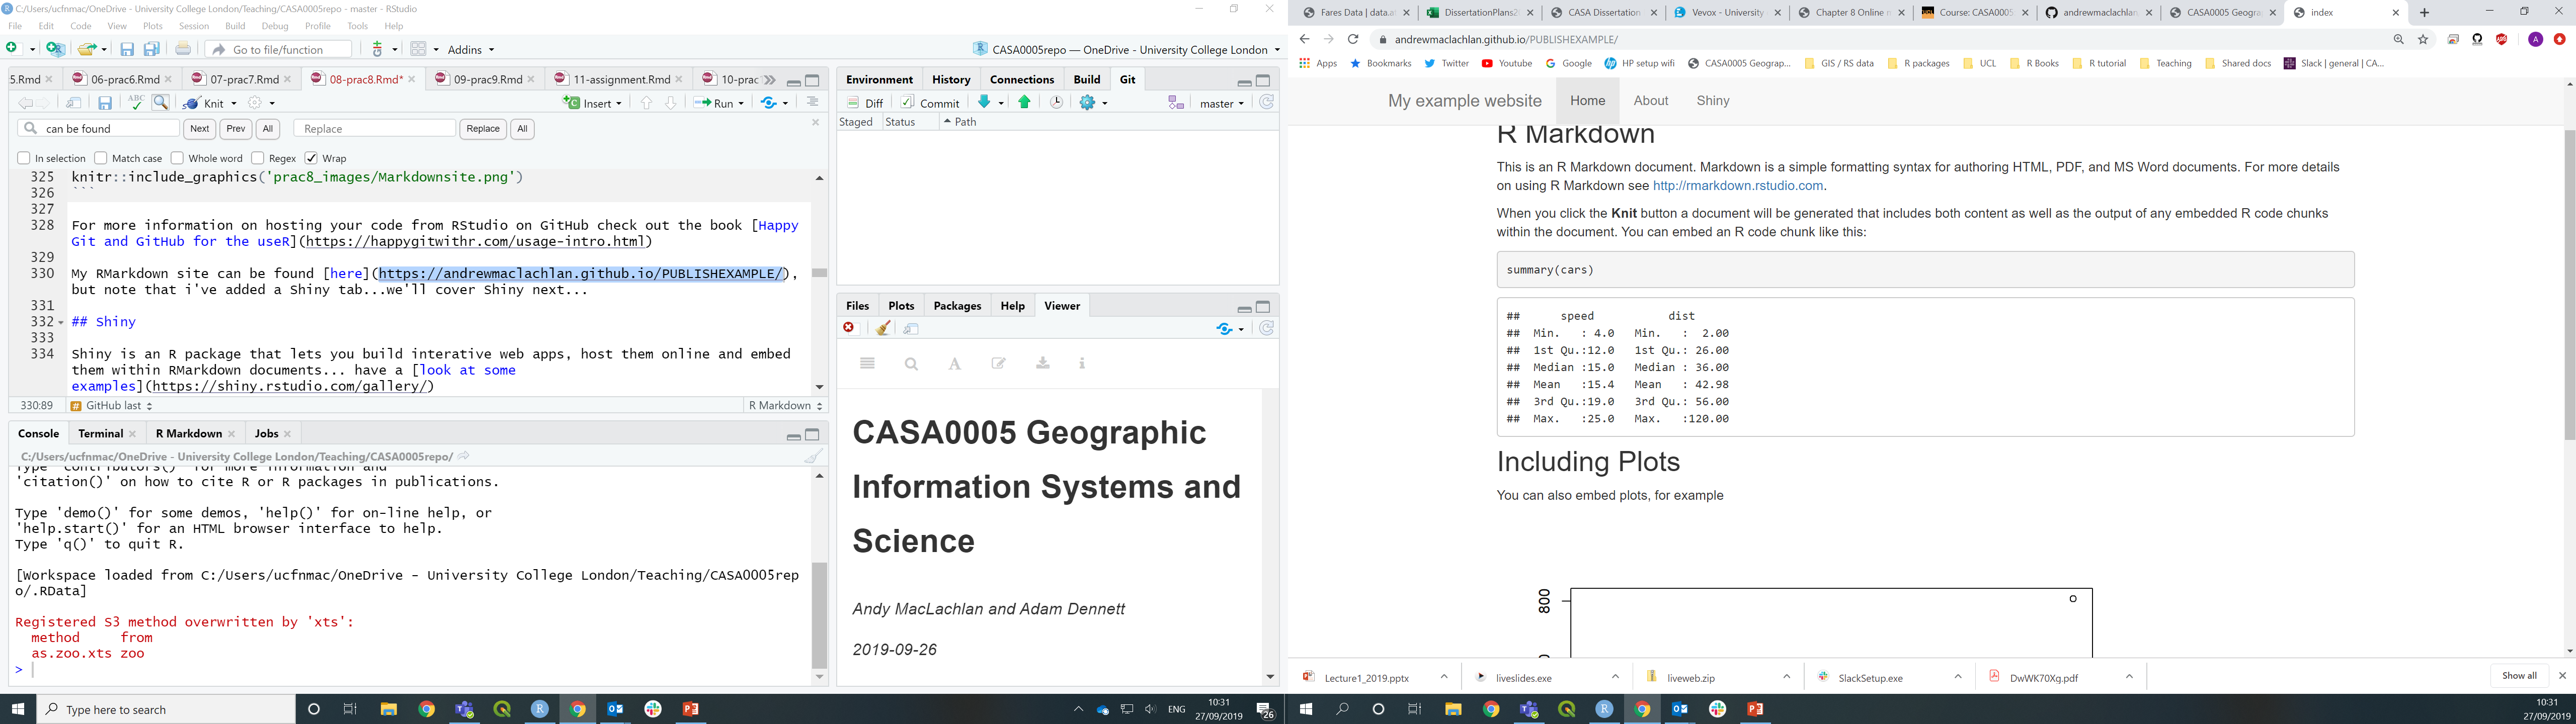 C:/Users/ucfnmac/OneDrive - University College London/Teaching/CASA0005repo - master - RStudio
File Edit Code View Plots Session Build Debug Profile Tools Help
Go to file/function Addins CASA0005repo — OneDrive - University College London
5.Rmd 06-prac6.Rmd 07-prac7.Rmd 08-prac8.Rmd* 09-prac9.Rmd 11-assignment.Rmd 10-prac
ABC Knit Insert Run
can be found Next Prev All Replace Replace All
In selection Match case Whole word Regex Wrap
325 knitr::include_graphics('prac8_images/Markdownsite.png')
326 ```
327
328 For more information on hosting your code from RStudio on GitHub check out the book [Happy
Git and GitHub for the useR](https://happygitwithr.com/usage-intro.html)
329
330 My RMarkdown site can be found [here](https://andrewmaclachlan.github.io/PUBLISHEXAMPLE/),
but note that i've added a Shiny tab...we'll cover Shiny next...
331
332 ## Shiny
333
334 Shiny is an R package that lets you build interative web apps, host them online and embed
them within RMarkdown documents... have a [look at some
examples](https://shiny.rstudio.com/gallery/)
330:89 # GitHub last R Markdown
Console Terminal R Markdown Jobs
C:/Users/ucfnmac/OneDrive - University College London/Teaching/CASA0005repo/
Type 'contributors()' for more information and
'citation()' on how to cite R or R packages in publications.
Type 'demo()' for some demos, 'help()' for on-line help, or
'help.start()' for an HTML browser interface to help.
Type 'q()' to quit R.
[Workspace loaded from C:/Users/ucfnmac/OneDrive - University College London/Teaching/CASA0005rep
o/.RData]
Registered S3 method overwritten by 'xts':
method from
as.zoo.xts zoo
>
Environment History Connections Build Git
Diff Commit master
Staged Status Path
Files Plots Packages Help Viewer
A i
CASA0005 Geographic
Information Systems and
Science
Andy MacLachlan and Adam Dennett
2019-09-26
Type here to search
ENG 10:31
27/09/2019 26
Fares Data | data.a DissertationPlans2 CASA Dissertation Vevox - University Chapter 8 Online m Course: CASA0005 andrewmaclachlan CASA0005 Geogra index
andrewmaclachlan.github.io/PUBLISHEXAMPLE/
Apps Bookmarks Twitter Youtube Google HP setup wifi CASA0005 Geograp... GIS / RS data R packages UCL R Books R tutorial Teaching Shared docs Slack | general | CA...
My example website Home About Shiny
R Markdown
This is an R Markdown document. Markdown is a simple formatting syntax for authoring HTML, PDF, and MS Word documents. For more details
on using R Markdown see http://rmarkdown.rstudio.com.
When you click the Knit button a document will be generated that includes both content as well as the output of any embedded R code chunks
within the document. You can embed an R code chunk like this:
summary(cars)
## speed dist
## Min. : 4.0 Min. : 2.00
## 1st Qu.:12.0 1st Qu.: 26.00
## Median :15.0 Median : 36.00
## Mean :15.4 Mean : 42.98
## 3rd Qu.:19.0 3rd Qu.: 56.00
## Max. :25.0 Max. :120.00
Including Plots
You can also embed plots, for example
800
Lecture1_2019.pptx liveslides.exe liveweb.zip SlackSetup.exe DwWK70Xg.pdf Show all
10:31
27/09/2019